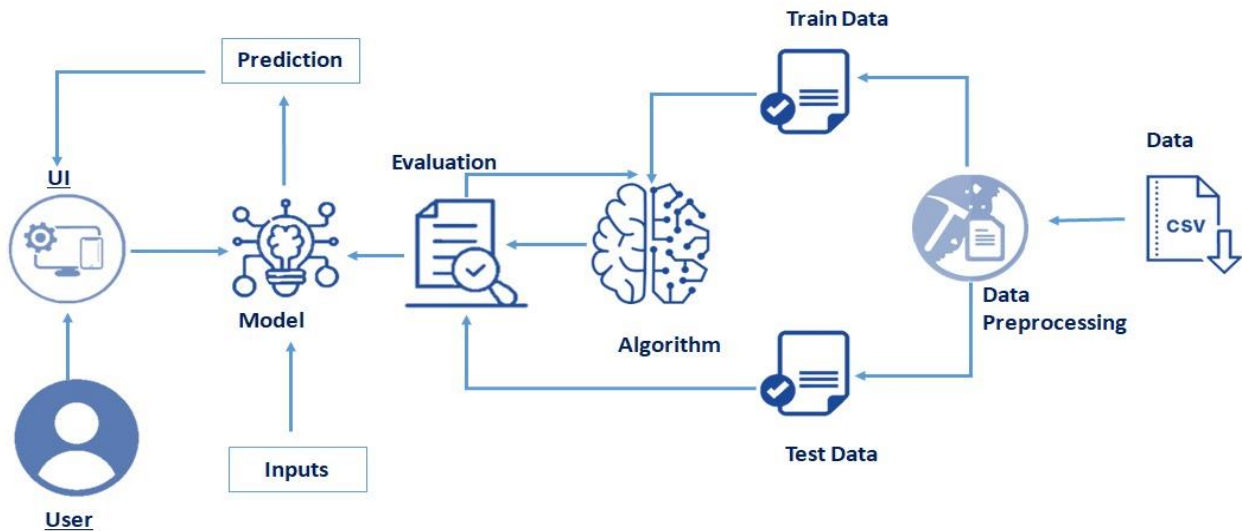 Train Data
Prediction
Data
Evaluation
UI
CSV
Model
Data
Preprocessing
Algorithm
Inputs
Test Data
User